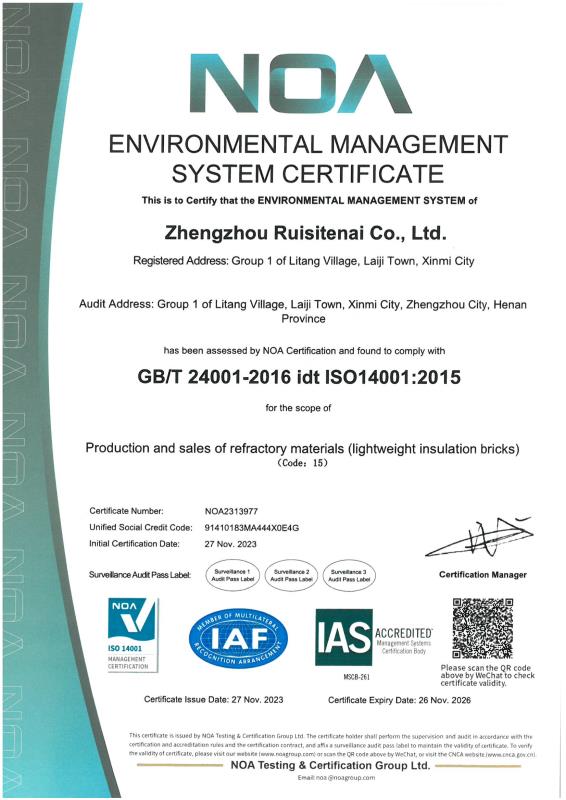 NOA
ENVIRONMENTAL MANAGEMENT
SYSTEM CERTIFICATE
This is to Certify that the ENVIRONMENTAL MANAGEMENT SYSTEM of
Zhengzhou Ruisitenai Co., Ltd.
Registered Address: Group 1 of Litang Village, Laiji Town, Xinmi City
Audit Address: Group 1 of Litang Village, Laiji Town, Xinmi City, Zhengzhou City, Henan
Province
has been assessed by NOA Certification and found to comply with
GB/T 24001-2016 idt ISO14001:2015
for the scope of
Production and sales of refractory materials (lightweight insulation bricks)
(Code: 15)
Certificate Number: NOA2313977
Unified Social Credit Code: 91410183MA444X0E4G
Initial Certification Date: 27 Nov. 2023
Surveillance Audit Pass Label:
Surveillance 1
Audit Pass Label
Surveillance 2
Audit Pass Label
Surveillance 3
Audit Pass Label
Certification Manager
NOA
ISO 14001
MANAGEMENT
CERTIFICATION
MEMBER OF MULTILATERAL
IAF
RECOGNITION ARRANGEMENT
IAS
ACCREDITED
Management Systems
Certification Body
MSCB-261
Please scan the QR code
above by WeChat to check
certificate validity.
Certificate Issue Date: 27 Nov. 2023 Certificate Expiry Date: 26 Nov. 2026
This certificate is issued by NOA Testing & Certification Group Ltd. The certificate holder shall perform the supervision and audit in accordance with the
certification and accreditation rules and the certification contract, and affix a surveillance audit pass label to maintain the validity of certificate. To verify
the validity of certificate, please visit our website (www.noagroup.com) or scan the QR code above by WeChat, or visit the CNCA website (www.cnca.gov.cn).
NOA Testing & Certification Group Ltd.
Email: noa @noagroup.com
NOA NOA NOA NOA NOA NOA